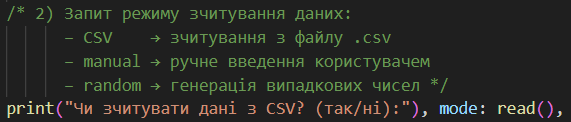 /* 2) Запит режиму зчитування даних:
– CSV → зчитування з файлу .csv
– manual → ручне введення користувачем
– random → генерація випадкових чисел */
print("Чи зчитувати дані з CSV? (так/ні):"), mode: read(),